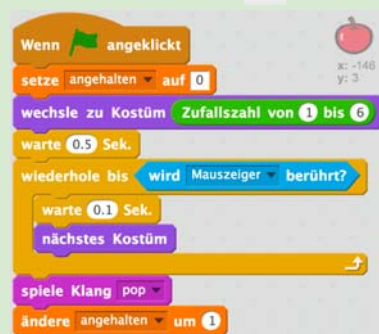 Wenn angeklickt
x: -146
y: 3
setze angehalten auf 0
wechsle zu Kostüm Zufallszahl von 1 bis 6
warte 0.5 Sek.
wiederhole bis wird Mauszeiger berührt?
warte 0.1 Sek.
nächstes Kostüm
spiele Klang pop
ändere angehalten um 1